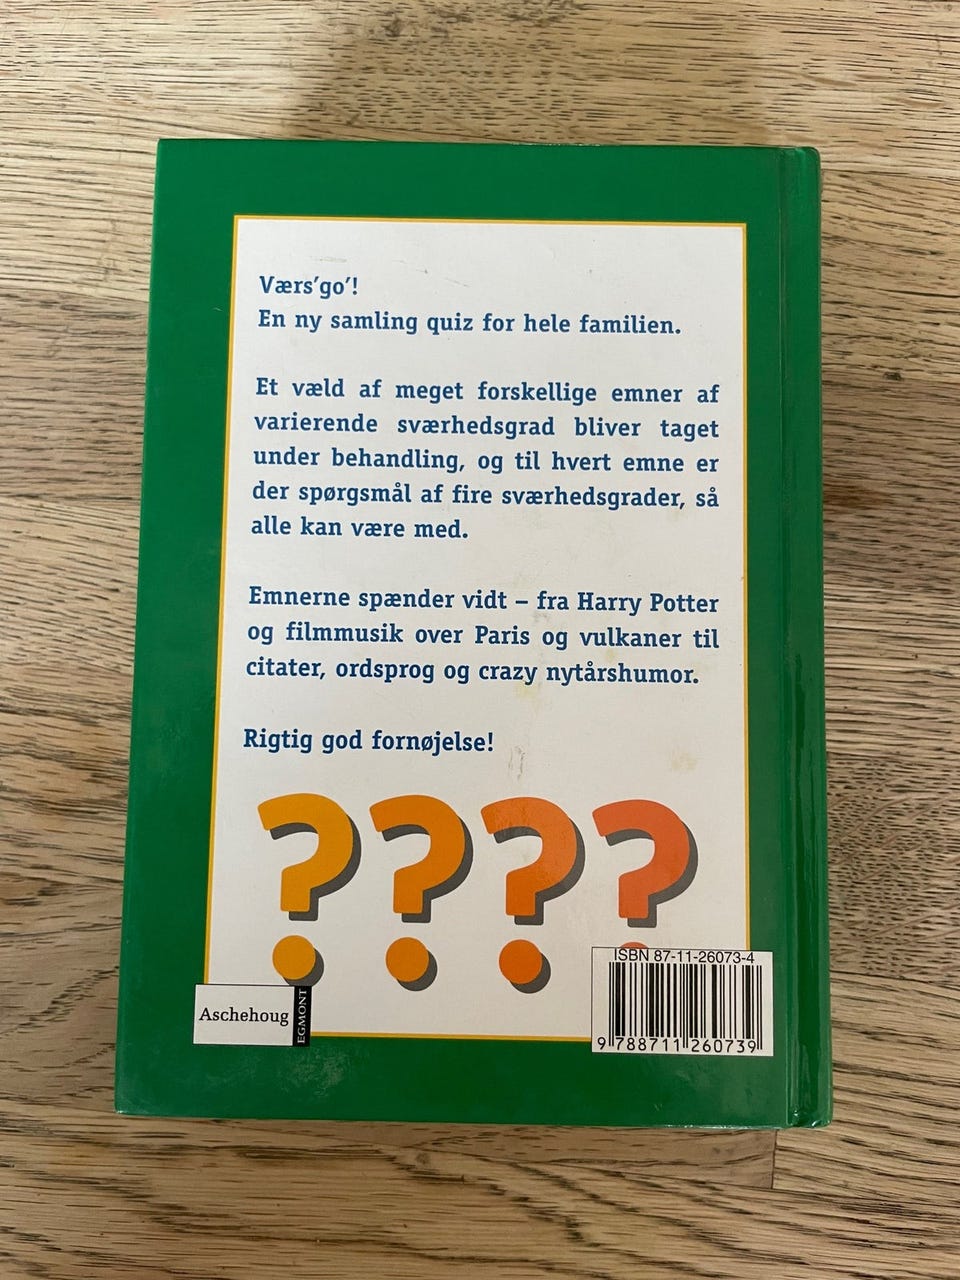 Værs’go’!
En ny samling quiz for hele familien.
Et væld af meget forskellige emner af
varierende sværhedsgrad bliver taget
under behandling, og til hvert emne er
der spørgsmål af fire sværhedsgrader, så
alle kan være med.
Emnerne spænder vidt – fra Harry Potter
og filmmusik over Paris og vulkaner til
citater, ordsprog og crazy nytårshumor.
Rigtig god fornøjelse!
? ? ? ?
Aschehoug
EGMONT
ISBN 87-11-26073-4
9 788711 260739